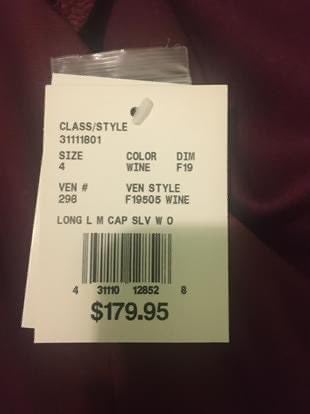 CLASS/STYLE
31111801
SIZE COLOR DIM
4 WINE F19
VEN # VEN STYLE
298 F19505 WINE
LONG L M CAP SLV W O
4 31110 12852 8
$179.95